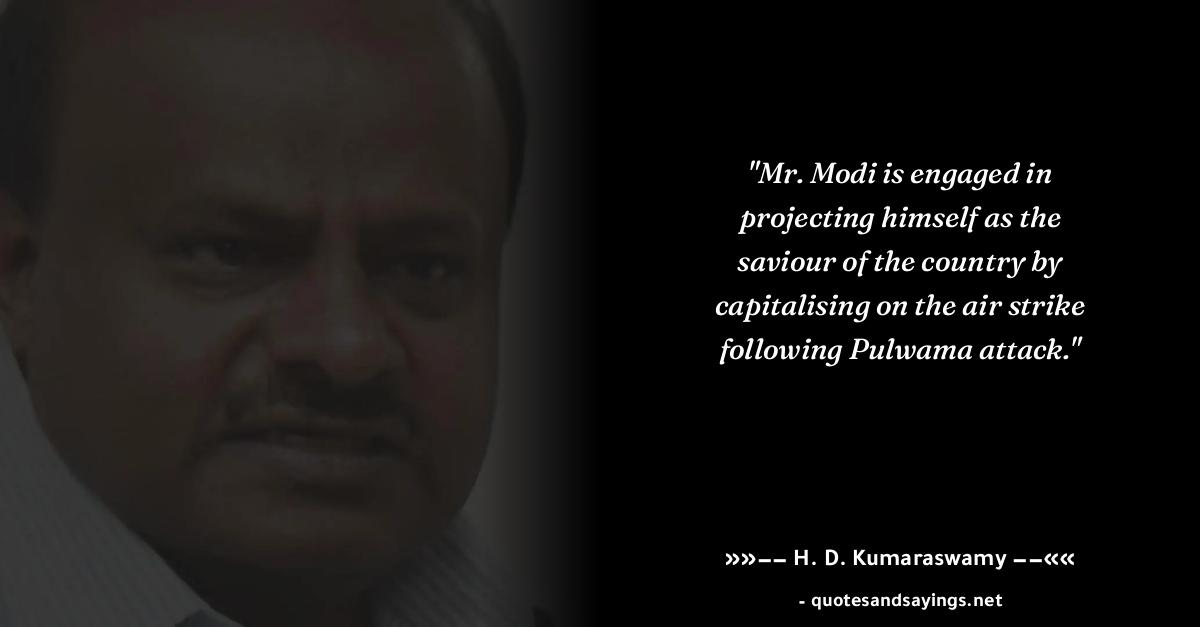 "Mr. Modi is engaged in
projecting himself as the
saviour of the country by
capitalising on the air strike
following Pulwama attack."
»»−− H. D. Kumaraswamy −−««
- quotesandsayings.net